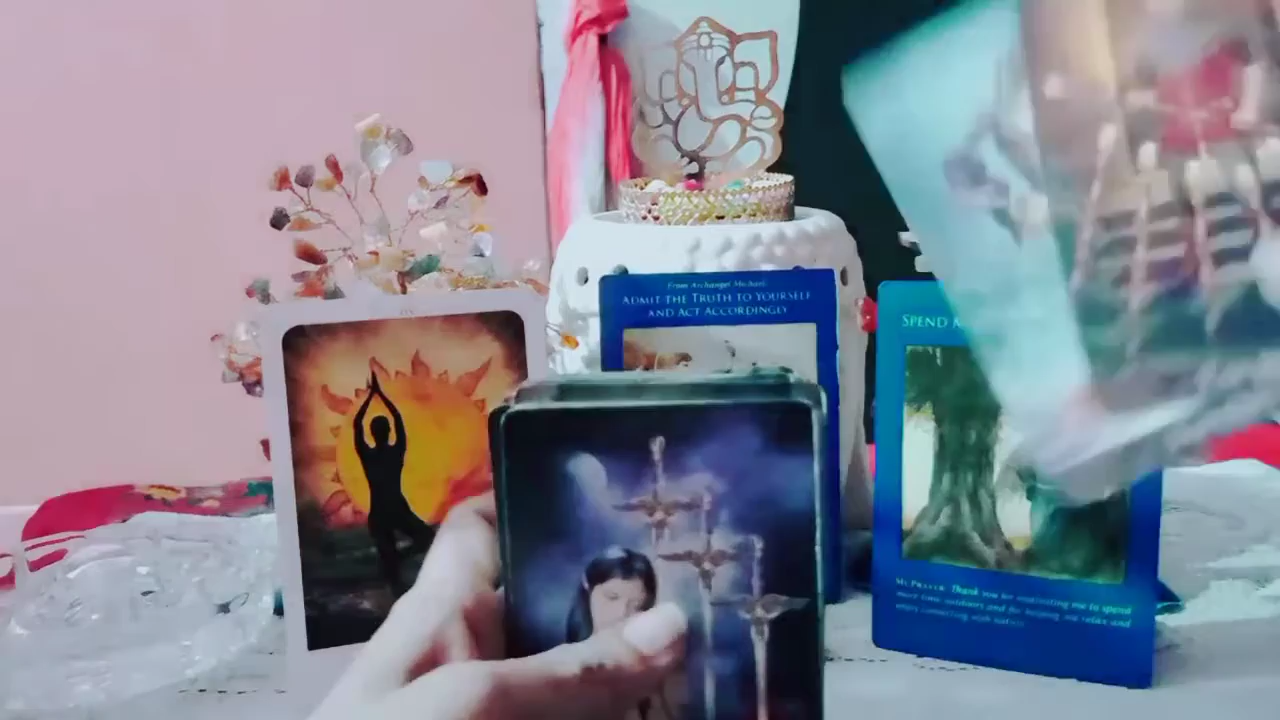 From Archangel Michael:
ADMIT THE TRUTH TO YOURSELF
AND ACT ACCORDINGLY
SPEND
MY PRAYER: Thank you for motivating me to spend
more time outdoors and for helping me relax and
enjoy connecting with nature.